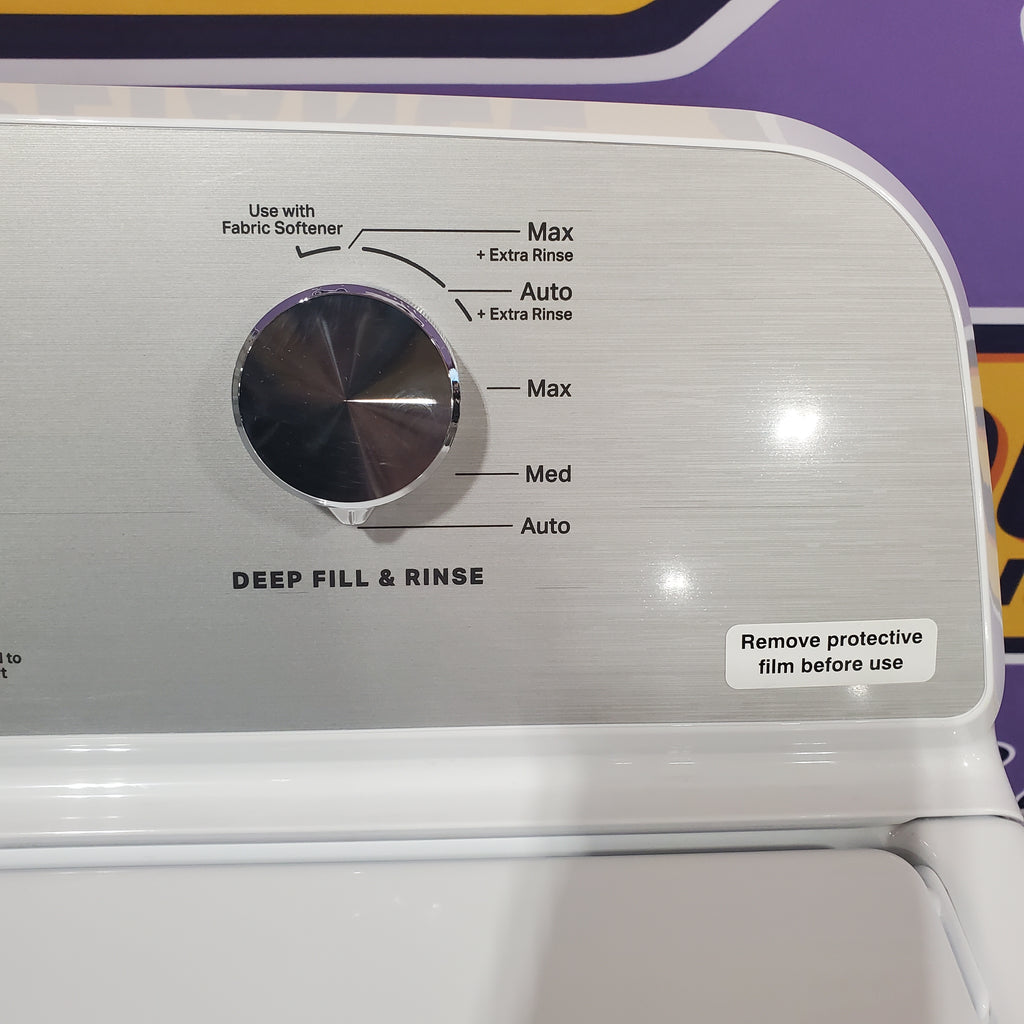 Use with
Fabric Softener
Max
+ Extra Rinse
Auto
+ Extra Rinse
Max
Med
Auto
DEEP FILL & RINSE
to
Remove protective
film before use